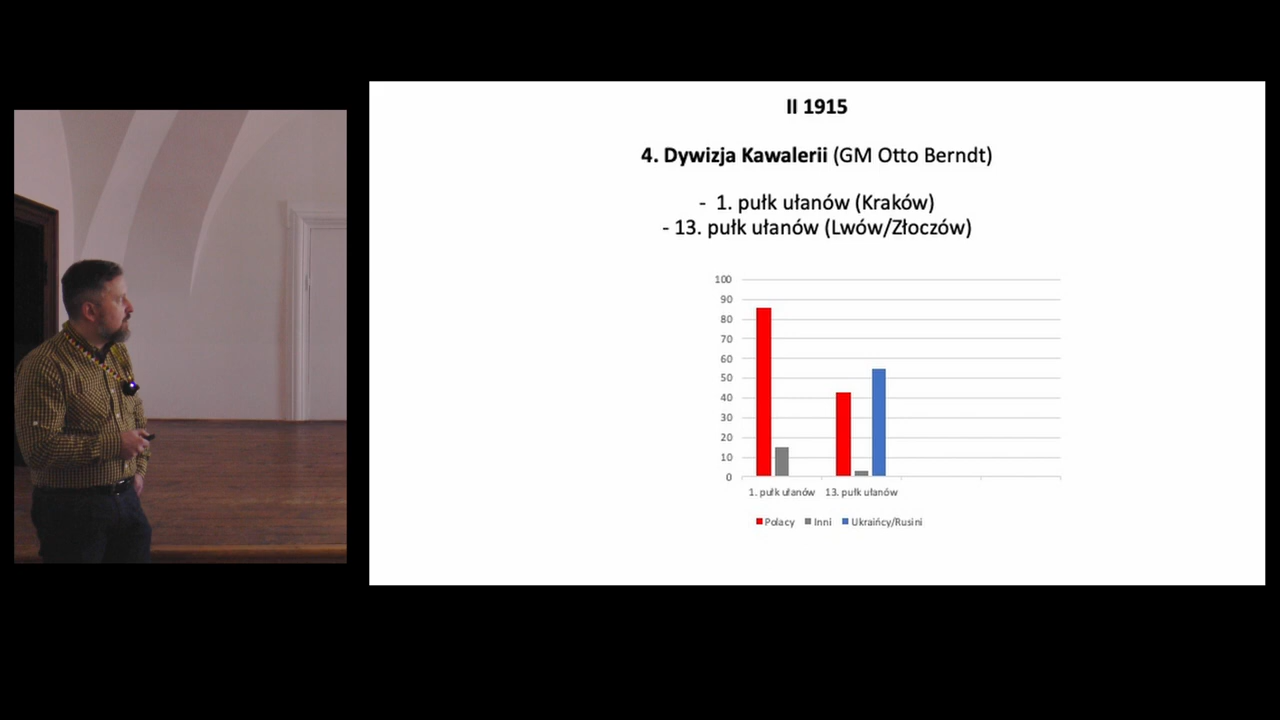 II 1915
4. Dywizja Kawalerii (GM Otto Berndt)
- 1. pułk ułanów (Kraków)
- 13. pułk ułanów (Lwów/Złoczów)
100
90
80
70
60
50
40
30
20
10
0
1. pułk ułanów 13. pułk ułanów
Polacy Inni Ukraińcy/Rusini